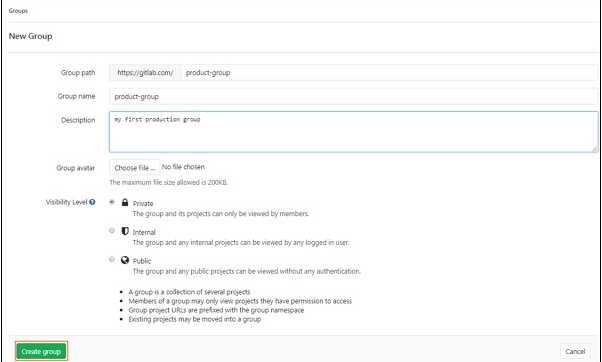 Groups
New Group
Group path https://gitlab.com/ product-group
Group name product-group
Description my first production group
Group avatar Choose File ... No file chosen
The maximum file size allowed is 200KB.
Visibility Level ? Private
The group and its projects can only be viewed by members.
Internal
The group and any internal projects can be viewed by any logged in user.
Public
The group and any public projects can be viewed without any authentication.
• A group is a collection of several projects
• Members of a group may only view projects they have permission to access
• Group project URLs are prefixed with the group namespace
• Existing projects may be moved into a group
Create group Cancel